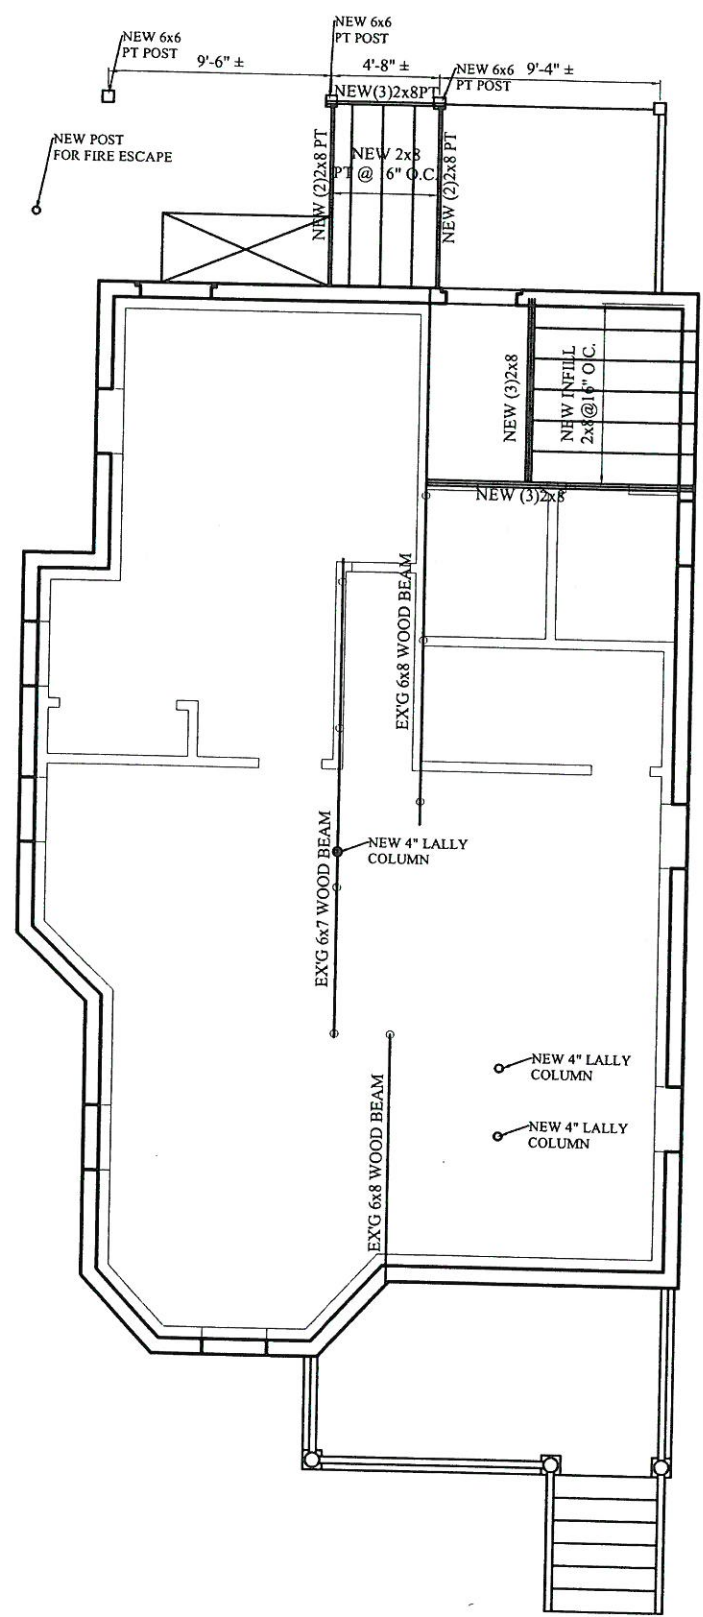 NEW 6x6
PT POST
NEW 6x6
PT POST
9'-6" ±
4'-8" ±
NEW 6x6
PT POST
9'-4" ±
NEW(3)2x8PT
NEW POST
FOR FIRE ESCAPE
NEW (2)2x8 PT
NEW 2x8
PT @ 16" O.C.
NEW (2)2x8 PT
NEW (3)2x8
NEW INFILL
2x8@16" O.C.
NEW (3)2x8
EX'G 6x8 WOOD BEAM
EX'G 6x7 WOOD BEAM
NEW 4" LALLY
COLUMN
NEW 4" LALLY
COLUMN
NEW 4" LALLY
COLUMN
EX'G 6x8 WOOD BEAM